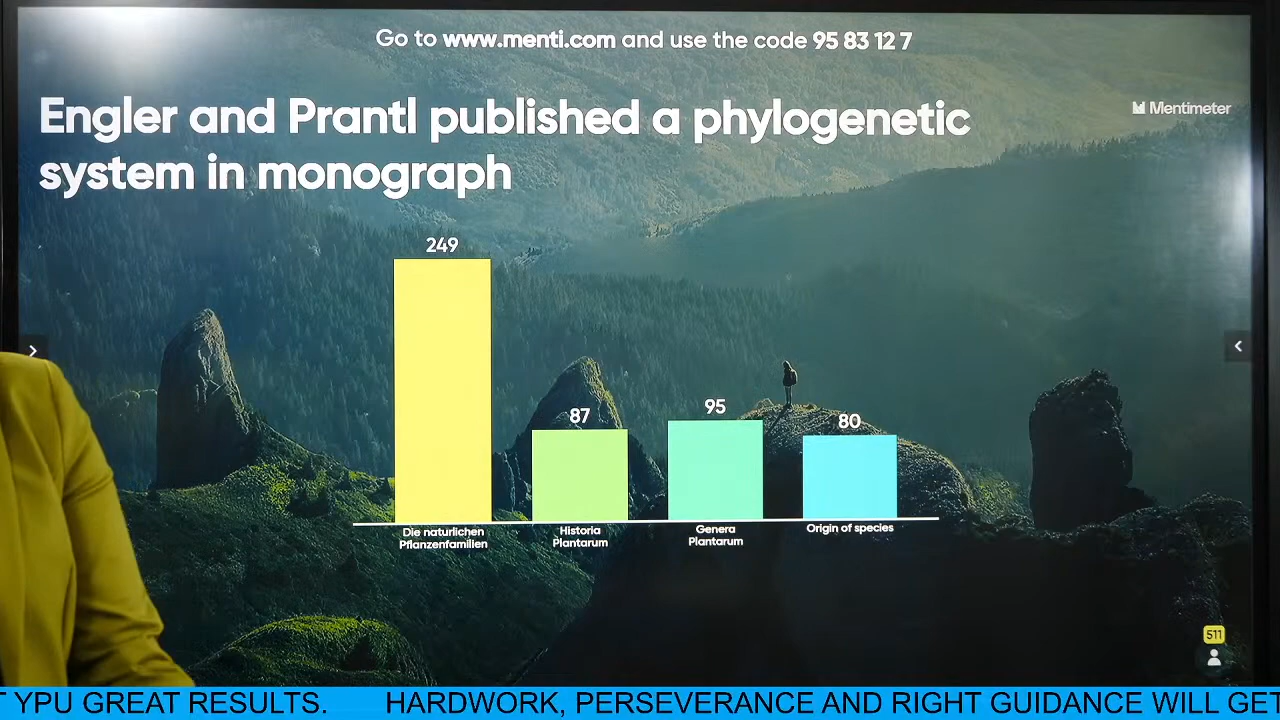 Go to www.menti.com and use the code 95 83 12 7
Engler and Prantl published a phylogenetic
system in monograph
Mentimeter
249
87
95
80
Die naturlichen
Pflanzenfamilien
Historia
Plantarum
Genera
Plantarum
Origin of species
511
T YPU GREAT RESULTS. HARDWORK, PERSEVERANCE AND RIGHT GUIDANCE WILL GET